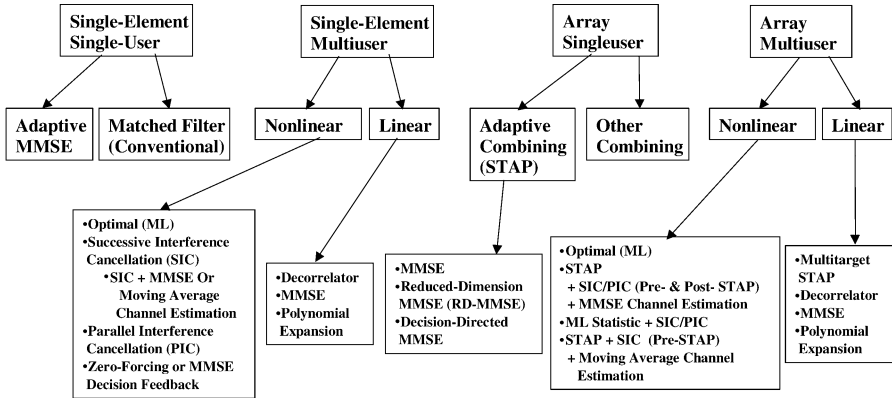 Single-Element
Single-User
Single-Element
Multiuser
Array
Singleuser
Array
Multiuser
Adaptive
MMSE
Matched Filter
(Conventional)
Nonlinear
Linear
Adaptive
Combining
(STAP)
Other
Combining
Nonlinear
Linear
•Optimal (ML)
•Successive Interference
Cancellation (SIC)
•SIC + MMSE Or
Moving Average
Channel Estimation
•Parallel Interference
Cancellation (PIC)
•Zero-Forcing or MMSE
Decision Feedback
•Decorrelator
•MMSE
•Polynomial
Expansion
•MMSE
•Reduced-Dimension
MMSE (RD-MMSE)
•Decision-Directed
MMSE
•Optimal (ML)
•STAP
+ SIC/PIC (Pre- & Post- STAP)
+ MMSE Channel Estimation
•ML Statistic + SIC/PIC
•STAP + SIC (Pre-STAP)
+ Moving Average Channel
Estimation
•Multitarget
STAP
•Decorrelator
•MMSE
•Polynomial
Expansion